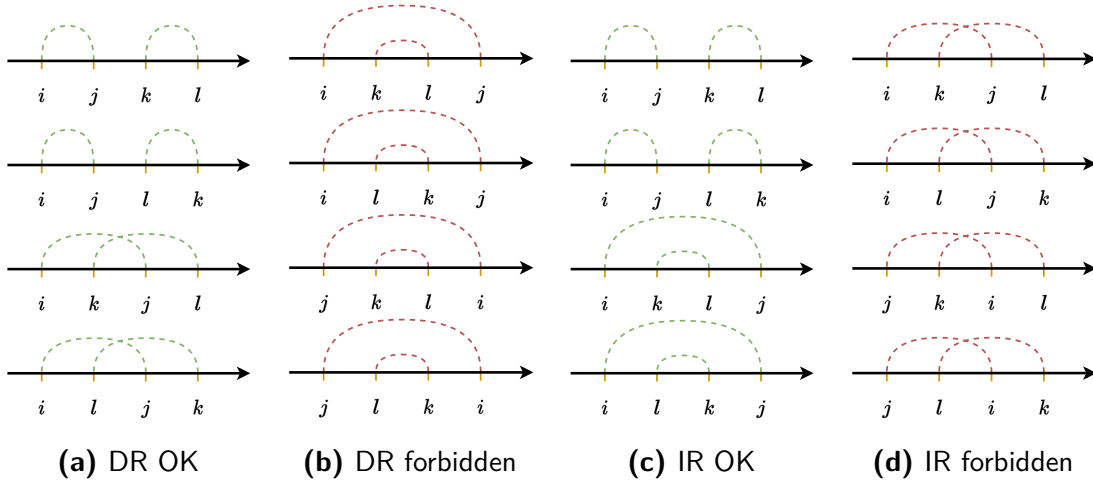 i j k l
i k l j
i j k l
i k j l
i j l k
i l k j
i j l k
i l j k
i k j l
j k l i
i k l j
j k i l
i l j k
j l k i
i l k j
j l i k
(a) DR OK
(b) DR forbidden
(c) IR OK
(d) IR forbidden